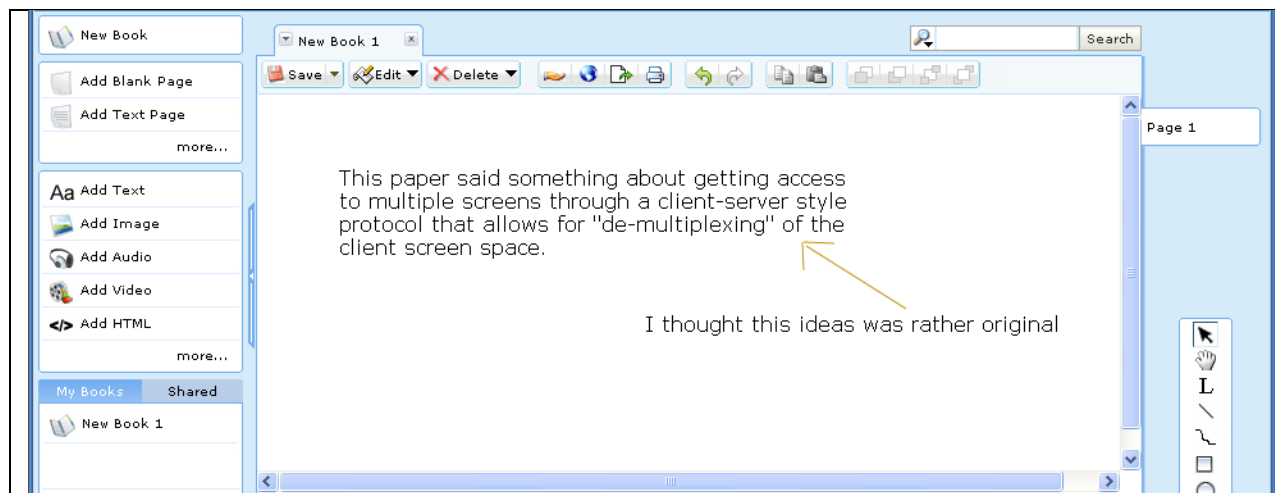 New Book
New Book 1
Search
Save
Edit
Delete
Add Blank Page
Add Text Page
more...
Page 1
This paper said something about getting access
to multiple screens through a client-server style
protocol that allows for "de-multiplexing" of the
client screen space.
I thought this ideas was rather original
Aa Add Text
Add Image
Add Audio
Add Video
</> Add HTML
more...
My Books Shared
New Book 1
L